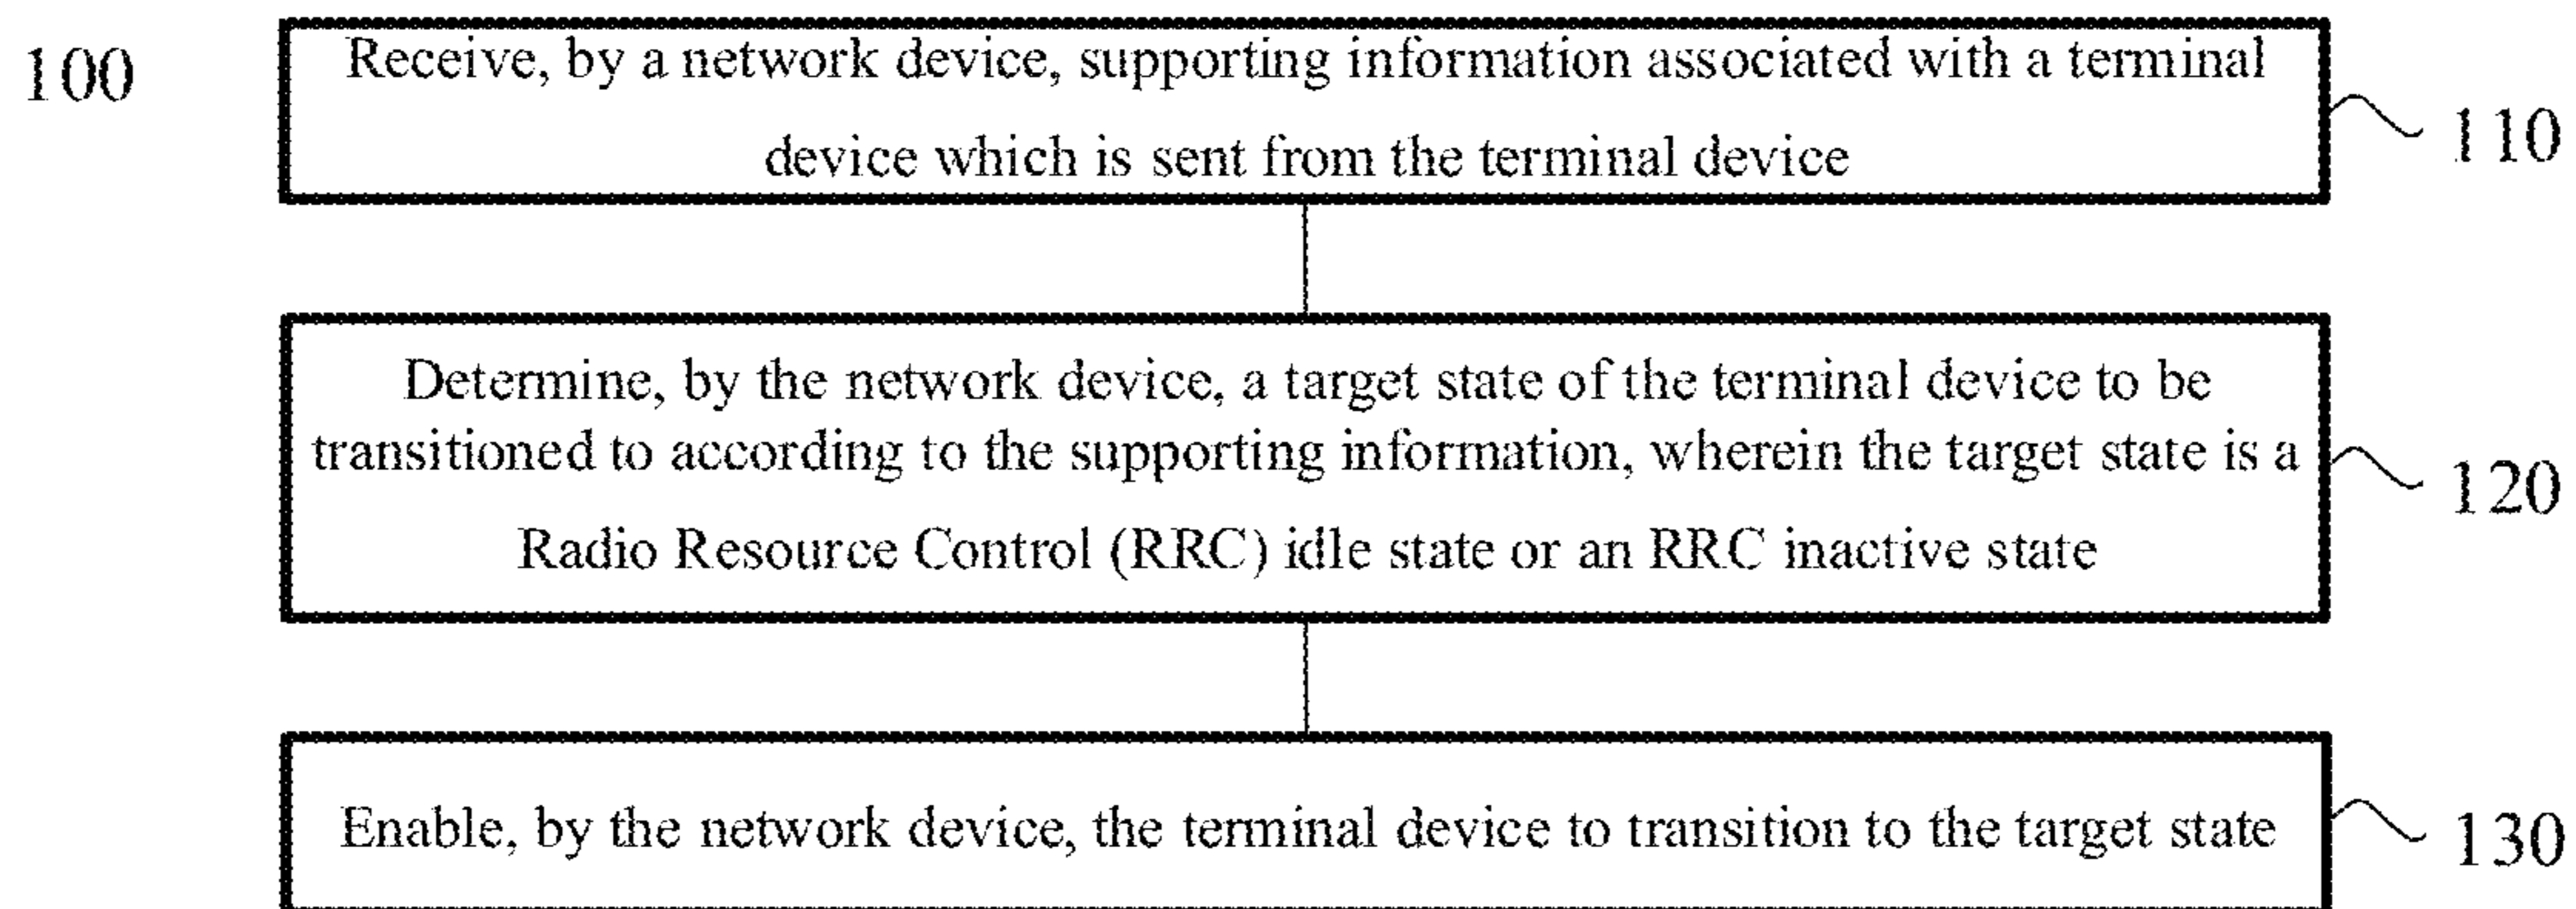 100
Receive, by a network device, supporting information associated with a terminal
device which is sent from the terminal device
110
Determine, by the network device, a target state of the terminal device to be
transitioned to according to the supporting information, wherein the target state is a
Radio Resource Control (RRC) idle state or an RRC inactive state
120
Enable, by the network device, the terminal device to transition to the target state
130